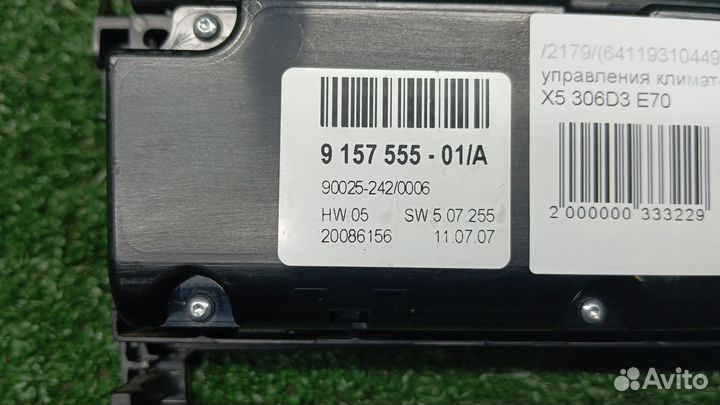 9 157 555 - 01/A
90025-242/0006
HW 05 SW 5.07.255
20086156 11.07.07
/2179/(64119310449
управления климат-
X5 306D3 E70
2 000000 333229
Avito